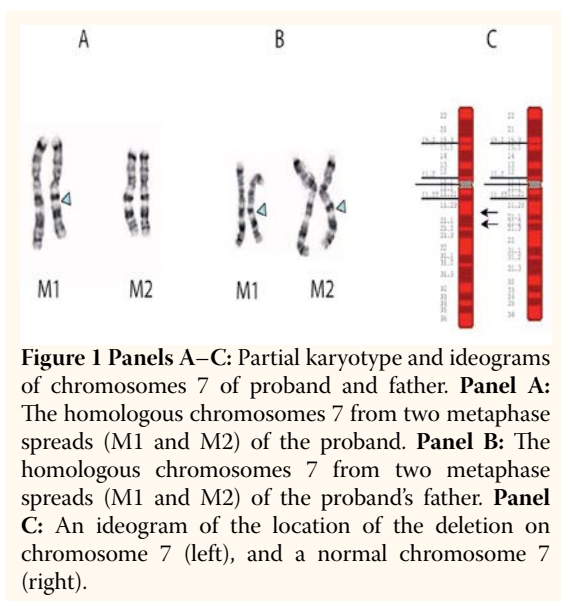 A B C
M1 M2 M1 M2
Figure 1 Panels A–C: Partial karyotype and ideograms
of chromosomes 7 of proband and father. Panel A:
The homologous chromosomes 7 from two metaphase
spreads (M1 and M2) of the proband. Panel B: The
homologous chromosomes 7 from two metaphase
spreads (M1 and M2) of the proband's father. Panel
C: An ideogram of the location of the deletion on
chromosome 7 (left), and a normal chromosome 7
(right).